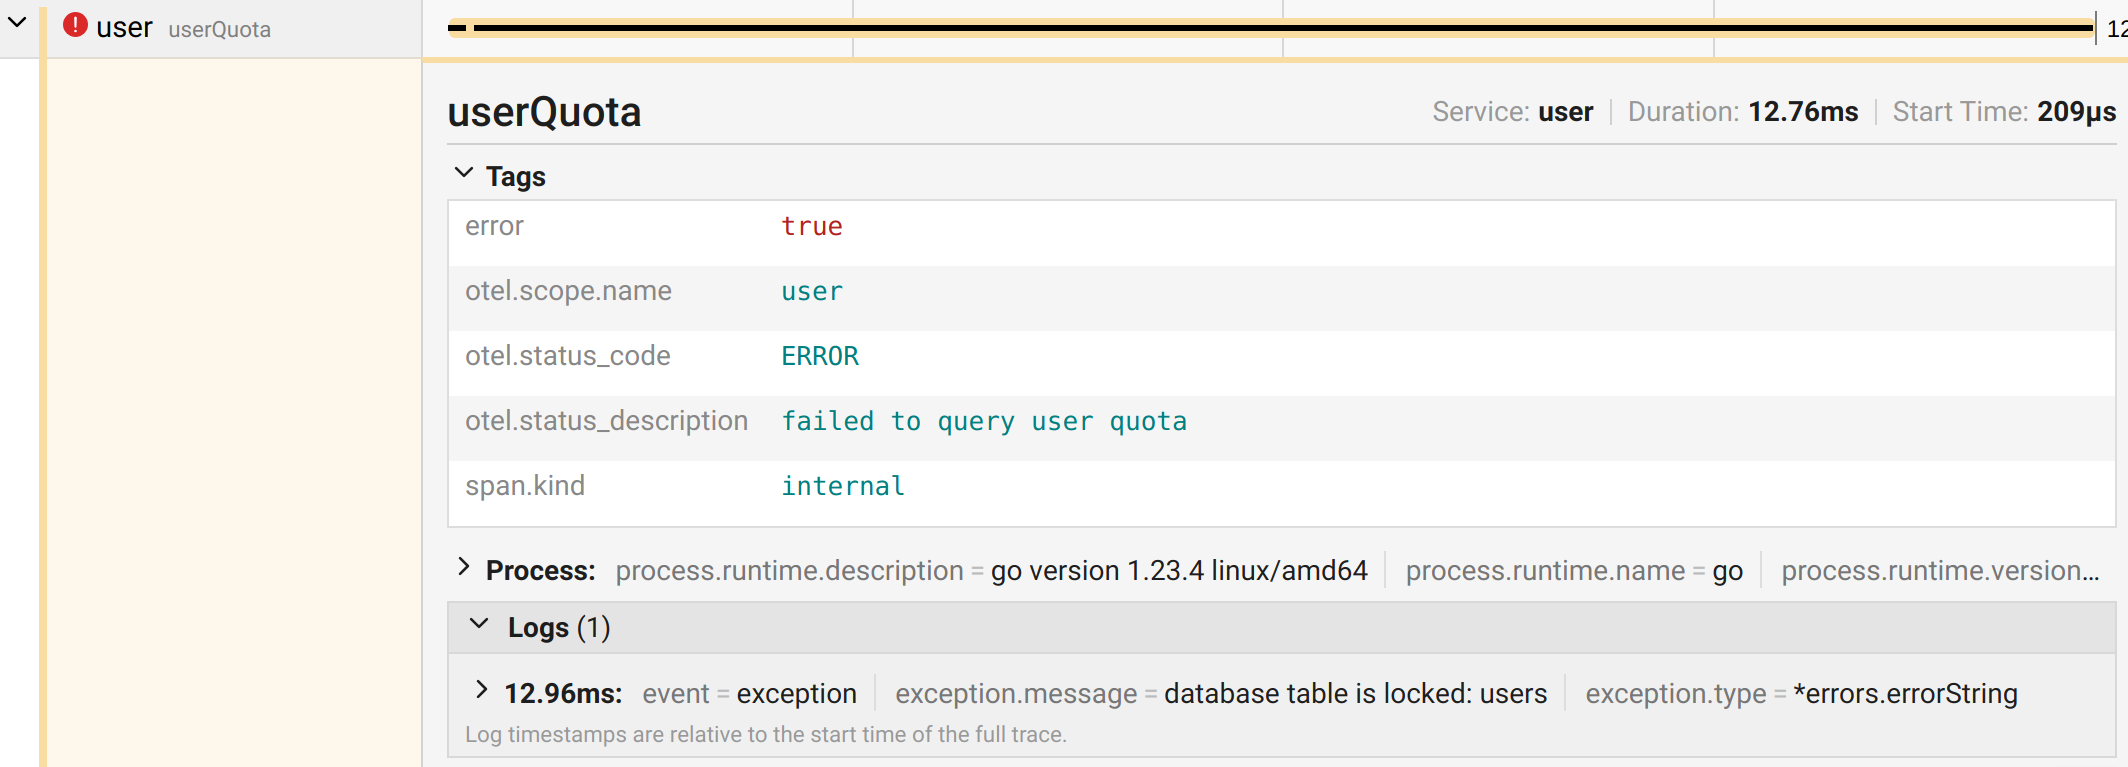 user userQuota 12
userQuota Service: user Duration: 12.76ms Start Time: 209μs
Tags
error true
otel.scope.name user
otel.status_code ERROR
otel.status_description failed to query user quota
span.kind internal
Process: process.runtime.description = go version 1.23.4 linux/amd64 process.runtime.name = go process.runtime.version...
Logs (1)
12.96ms: event = exception exception.message = database table is locked: users exception.type = *errors.errorString
Log timestamps are relative to the start time of the full trace.